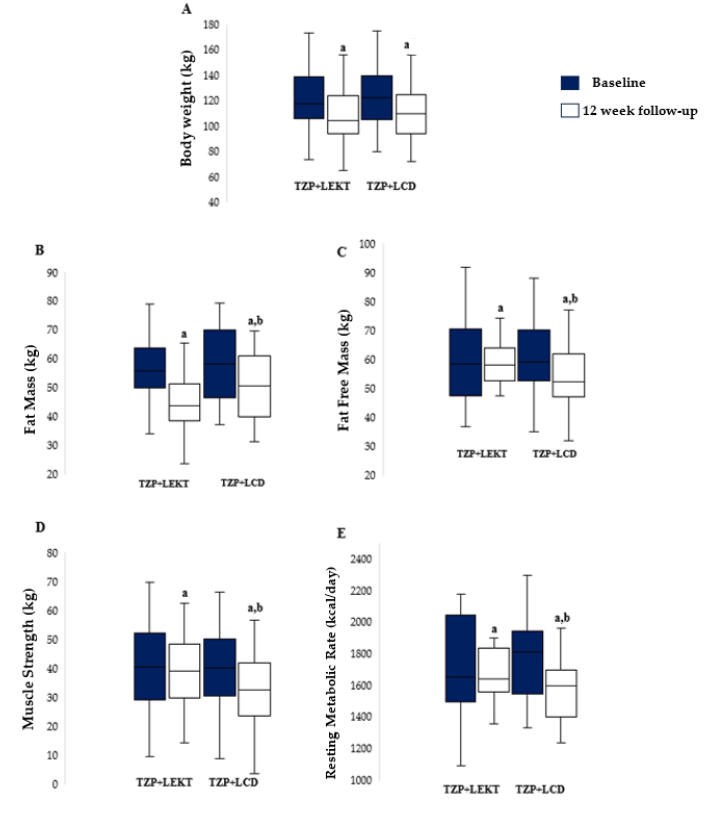 A
Body weight (kg)
180
160
140
120
100
80
60
40
a
a
TZP+LEKT TZP+LCD
Baseline
12 week follow-up
B
Fat Mass (kg)
90
80
70
60
50
40
30
20
a
a,b
TZP+LEKT TZP+LCD
C
Fat Free Mass (kg)
100
90
80
70
60
50
40
30
20
a
a,b
TZP+LEKT TZP+LCD
D
Muscle Strength (kg)
80
70
60
50
40
30
20
10
0
a
a,b
TZP+LEKT TZP+LCD
E
Resting Metabolic Rate (kcal/day)
2400
2200
2000
1800
1600
1400
1200
1000
a
a,b
TZP+LEKT TZP+LCD